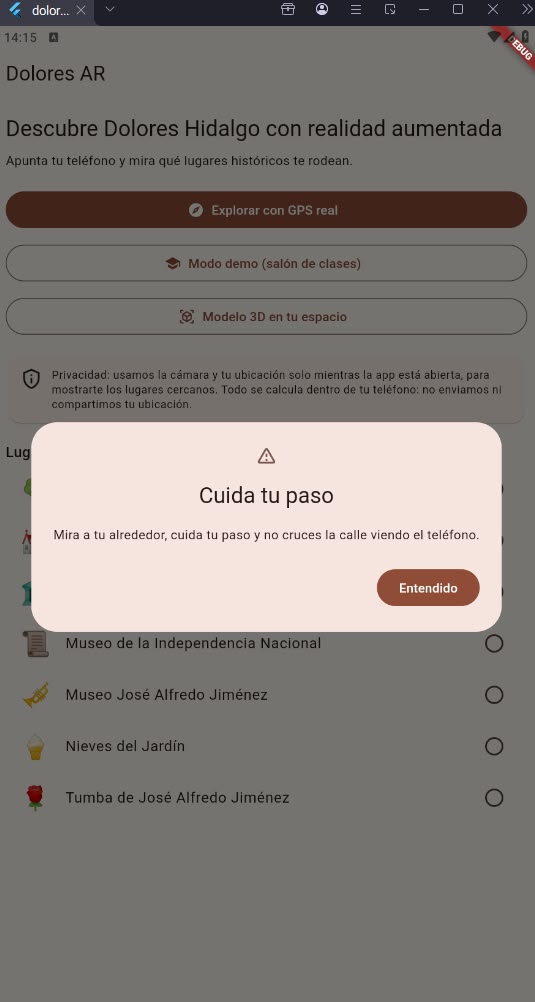 dolor...
14:15
DEBUG
Dolores AR
Descubre Dolores Hidalgo con realidad aumentada
Apunta tu teléfono y mira qué lugares históricos te rodean.
Explorar con GPS real
Modo demo (salón de clases)
Modelo 3D en tu espacio
Privacidad: usamos la cámara y tu ubicación solo mientras la app está abierta, para
mostrarte los lugares cercanos. Todo se calcula dentro de tu teléfono: no enviamos ni
compartimos tu ubicación.
Lug
Cuida tu paso
Mira a tu alrededor, cuida tu paso y no cruces la calle viendo el teléfono.
Entendido
Museo de la Independencia Nacional
Museo José Alfredo Jiménez
Nieves del Jardín
Tumba de José Alfredo Jiménez